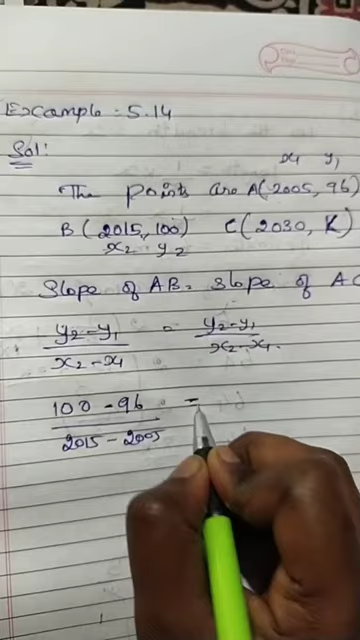 Example : 5.14
Sol:
x1 y1
The points are A(2005, 96)
B (2015, 100) C(2030, K)
x2 y2
Slope of AB = slope of AC
y2-y1 / x2-x1 = y2-y1 / x2-x1.
100 - 96 / 2015 - 2005 =